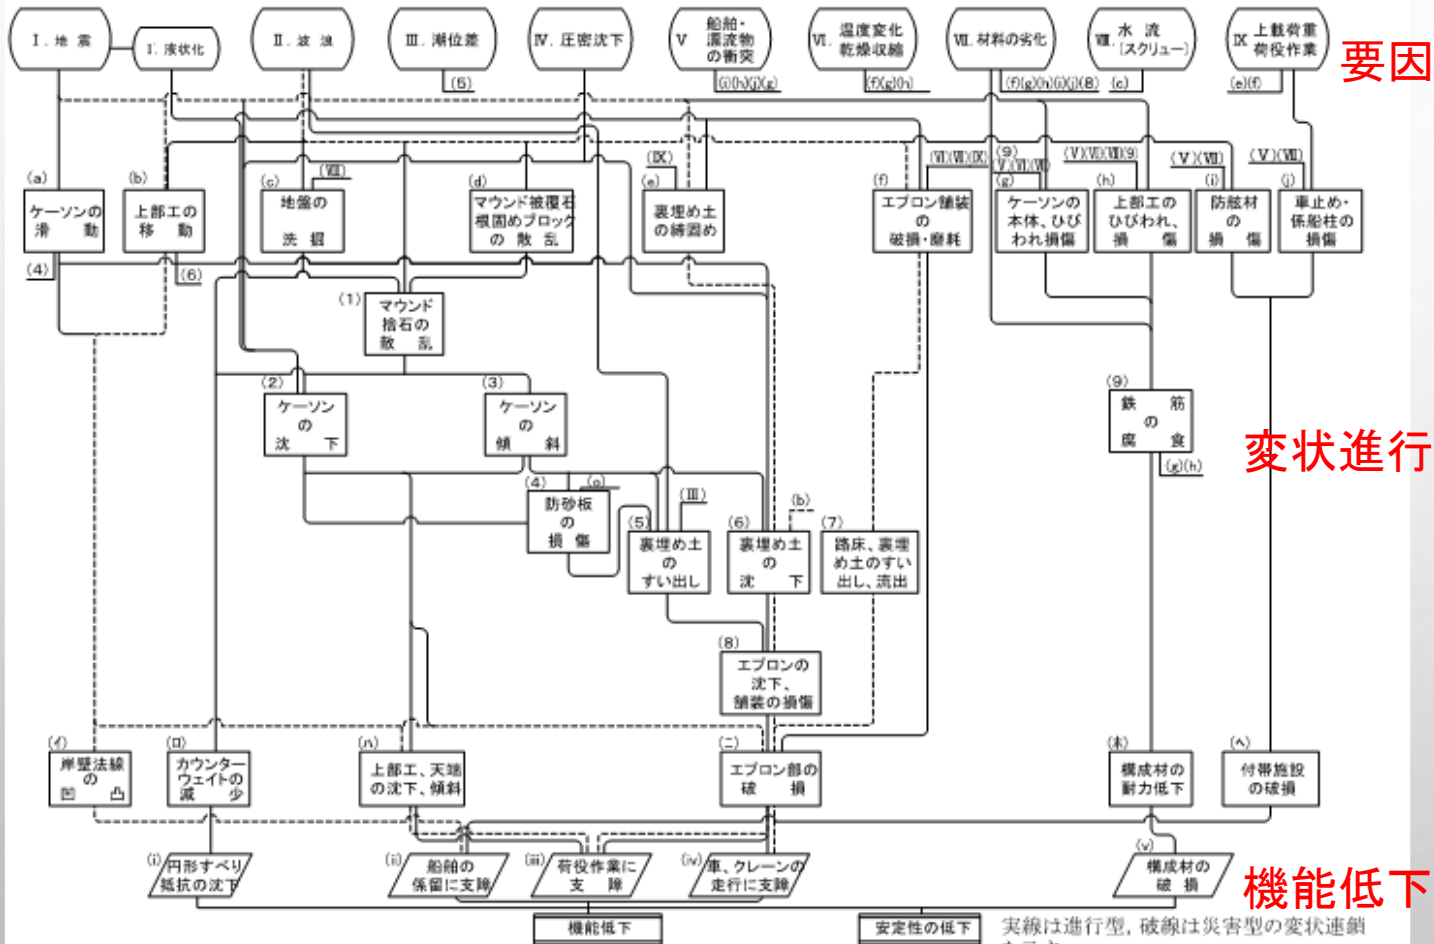 Ⅰ．地 震
Ⅰ'．液状化
Ⅱ．波 浪
Ⅲ．潮位差
Ⅳ．圧密沈下
Ⅴ
船舶・
漂流物
の衝突
Ⅵ．
温度変化
乾燥収縮
Ⅶ．材料の劣化
Ⅷ．
水 流
(スクリュー)
Ⅸ
上載荷重
荷役作業
要因
(5)
(i)(h)(j)(g)
(f)(g)(h)
(f)(g)(h)(i)(j)(8)
(c)
(e)(f)
(a)
ケーソンの
滑 動
(4)
(b)
上部工の
移 動
(6)
(c)
(Ⅷ)
地盤の
洗 掘
(d)
マウンド被覆石
根固めブロック
の 散 乱
(Ⅸ)
(e)
裏埋め土
の締固め
(f)
(Ⅵ)(Ⅶ)(Ⅸ)
エプロン舗装
の
破損・磨耗
(9)
(Ⅴ)(Ⅵ)(Ⅶ)
(g)
ケーソンの
本体、ひび
われ損傷
(Ⅴ)(Ⅵ)(Ⅶ)(9)
(h)
上部工の
ひびわれ、
損 傷
(Ⅴ)(Ⅶ)
(i)
防舷材
の
損 傷
(Ⅴ)(Ⅶ)
(j)
車止め・
係船柱の
損傷
(1)
マウンド
捨石の
散 乱
(2)
ケーソン
の
沈 下
(3)
ケーソン
の
傾 斜
(9)
鉄 筋
の
腐 食
(g)(h)
変状進行
(4)
防砂板
の
損 傷
(5)
(Ⅲ)
裏埋め土
の
すい出し
(6)
(b)
裏埋め土
の
沈 下
(7)
路床、裏埋
め土のすい
出し、流出
(8)
エプロンの
沈下、
舗装の損傷
(イ)
岸壁法線
の
凹 凸
(ロ)
カウンター
ウェイトの
減 少
(ハ)
上部工、天端
の沈下、傾斜
(ニ)
エプロン部の
破 損
(ホ)
構成材の
耐力低下
(ヘ)
付帯施設
の破損
(i)
円形すべり
抵抗の沈下
(ii)
船舶の
係留に支障
(iii)
荷役作業に
支 障
(iv)
車、クレーンの
走行に支障
(v)
構成材の
破損
機能低下
機能低下
安定性の低下
実線は進行型, 破線は災害型の変状連鎖